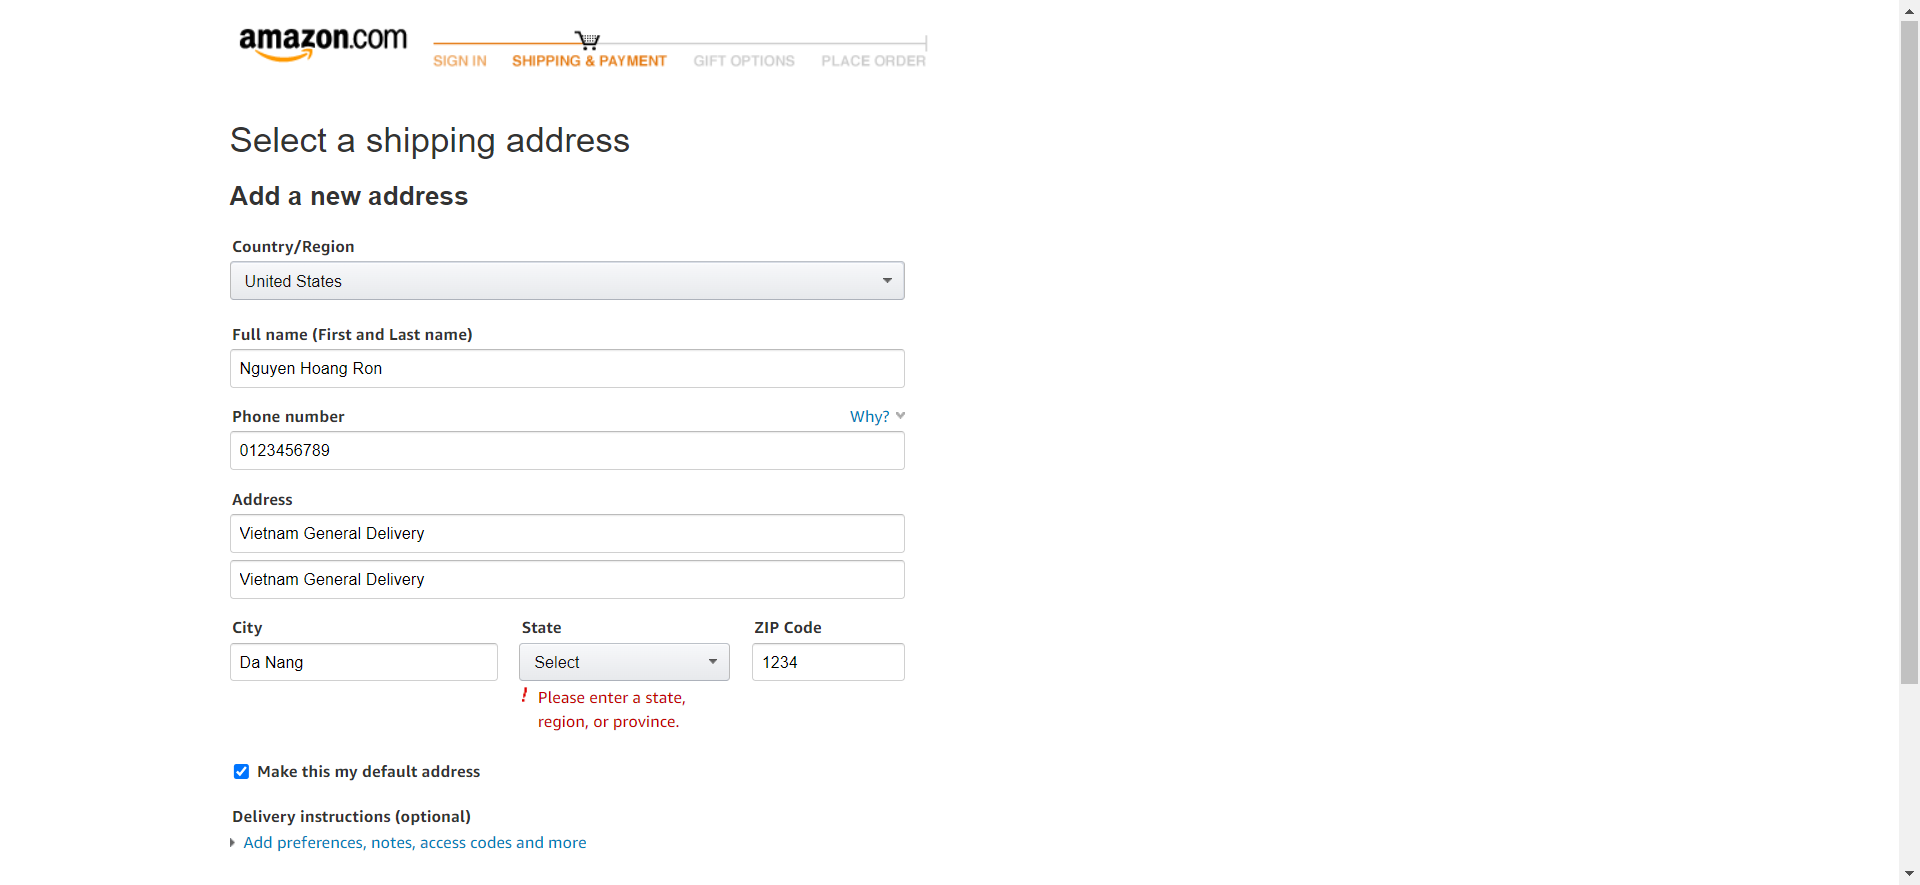 amazon.com
SIGN IN SHIPPING & PAYMENT GIFT OPTIONS PLACE ORDER
Select a shipping address
Add a new address
Country/Region
United States
Full name (First and Last name)
Nguyen Hoang Ron
Phone number Why?
0123456789
Address
Vietnam General Delivery
Vietnam General Delivery
City State ZIP Code
Da Nang Select 1234
! Please enter a state,
region, or province.
Make this my default address
Delivery instructions (optional)
Add preferences, notes, access codes and more